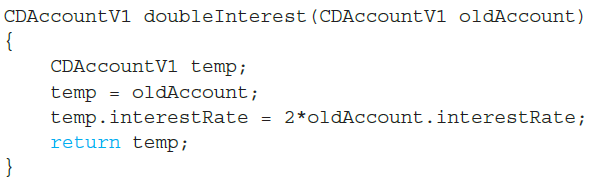 CDAccountV1 doubleInterest(CDAccountV1 oldAccount)
{
    CDAccountV1 temp;
    temp = oldAccount;
    temp.interestRate = 2*oldAccount.interestRate;
    return temp;
}